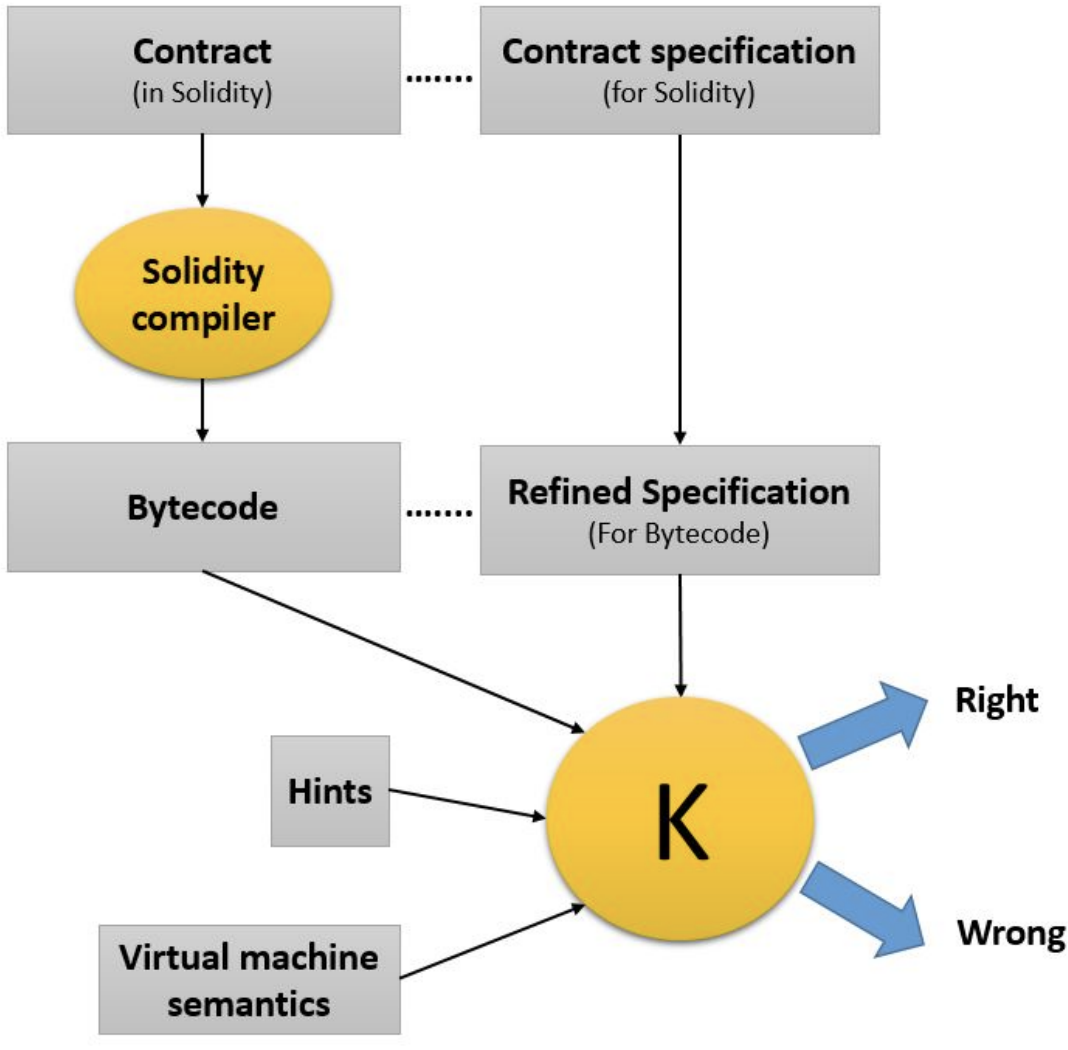 Contract
(in Solidity)
Contract specification
(for Solidity)
Solidity
compiler
Bytecode
Refined Specification
(For Bytecode)
Right
Hints
K
Wrong
Virtual machine
semantics